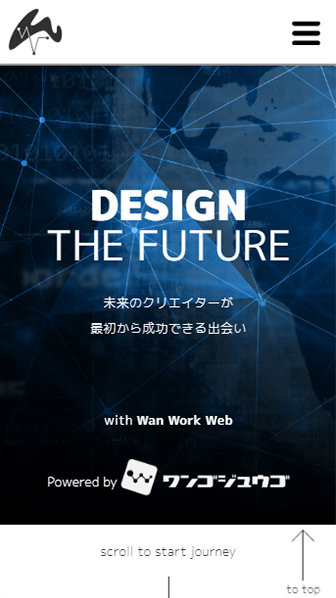 DESIGN
THE FUTURE
未来のクリエイターが
最初から成功できる出会い
with Wan Work Web
Powered by ワンゴジュウゴ
scroll to start journey
to top